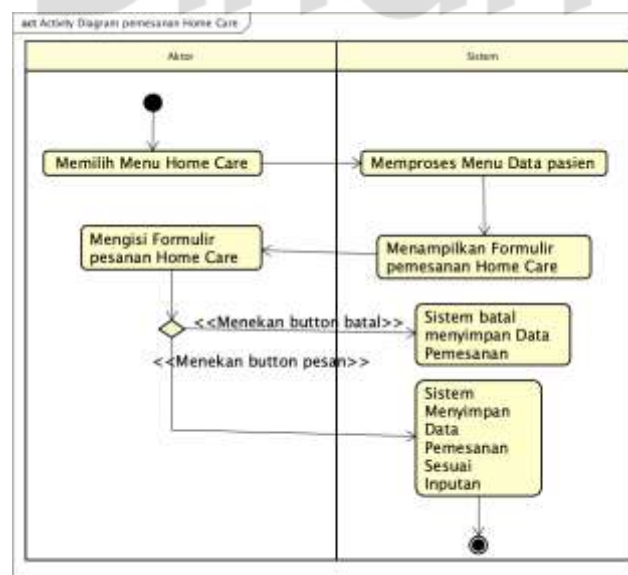 act Activity Diagram pemesanan Home Care
Aktor
Sistem
Memilih Menu Home Care
Memproses Menu Data pasien
Mengisi Formulir
pesanan Home Care
Menampilkan Formulir
pemesanan Home Care
<<Menekan button batal>>
Sistem batal
menyimpan Data
Pemesanan
<<Menekan button pesan>>
Sistem
Menyimpan
Data
Pemesanan
Sesuai
Inputan